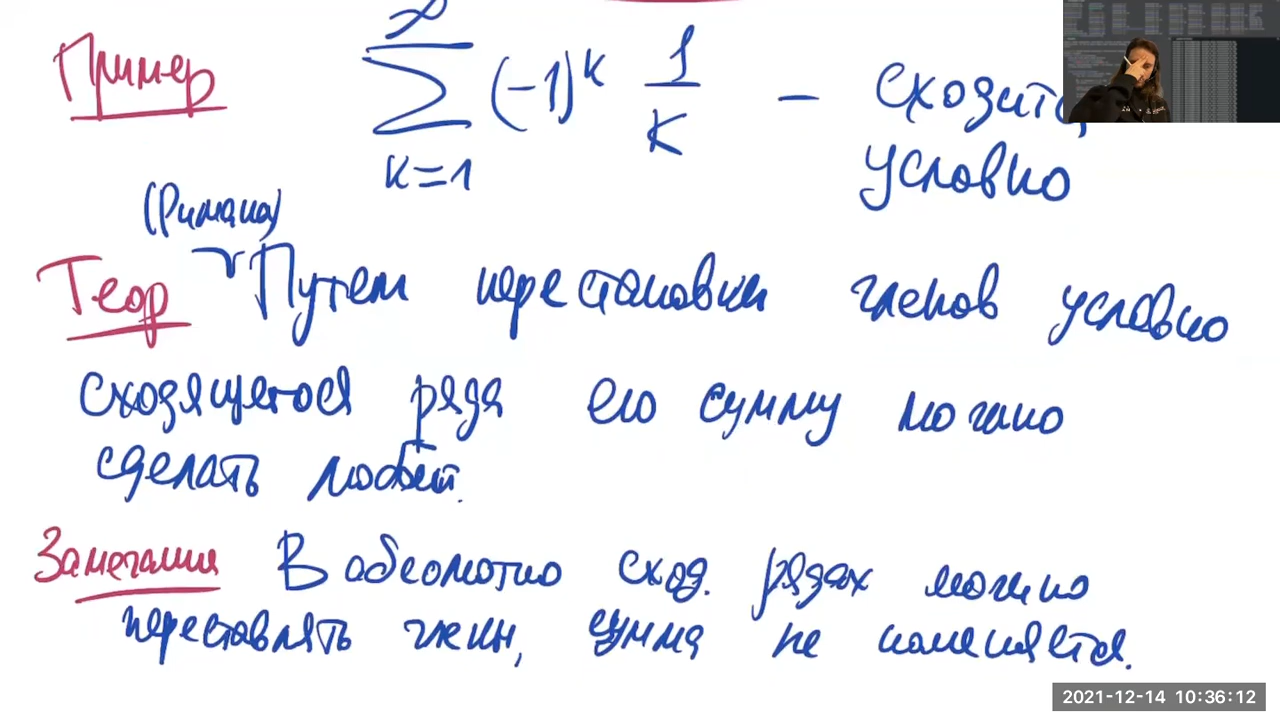 Пример ∑_{k=1}^{∞} (-1)^k 1/k – сходится
условно
(Римана)
Теор Путем перестановки членов условно
сходящегося ряда его сумму можно
сделать любой.
Замечание В абсолютно сход. рядах можно
переставлять члены, сумма не поменяется.
2021-12-14 10:36:12